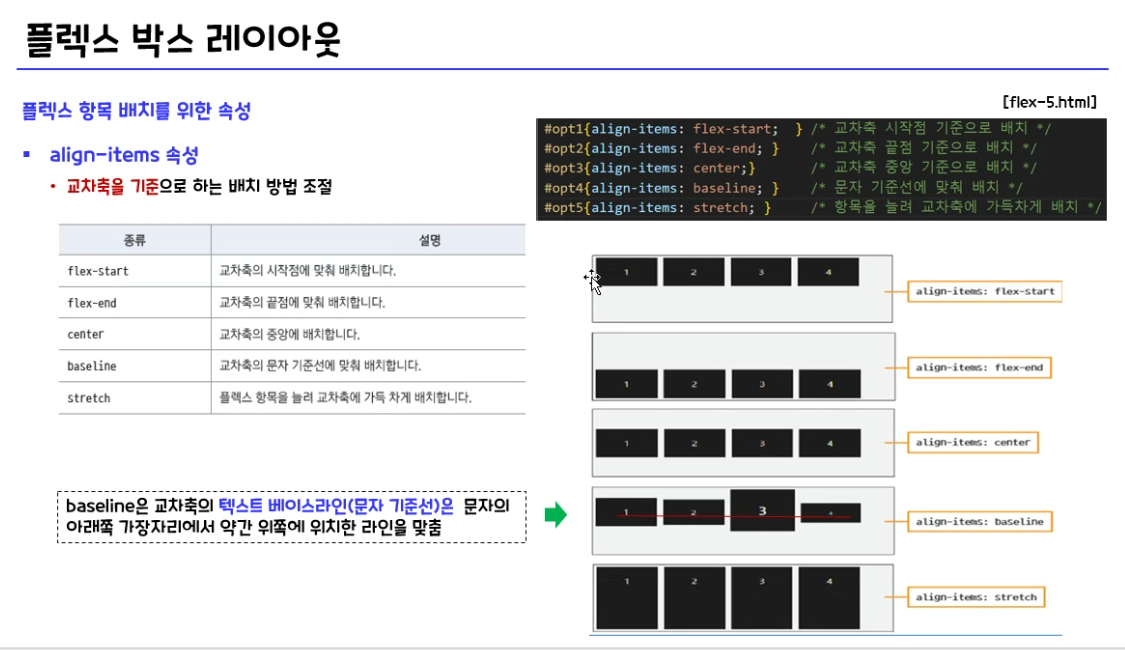 플렉스 박스 레이아웃
플렉스 항목 배치를 위한 속성
▪ align-items 속성
• 교차축을 기준으로 하는 배치 방법 조절
종류 설명
flex-start 교차축의 시작점에 맞춰 배치합니다.
flex-end 교차축의 끝점에 맞춰 배치합니다.
center 교차축의 중앙에 배치합니다.
baseline 교차축의 문자 기준선에 맞춰 배치합니다.
stretch 플렉스 항목을 늘려 교차축에 가득 차게 배치합니다.
baseline은 교차축의 텍스트 베이스라인(문자 기준선)은 문자의
아래쪽 가장자리에서 약간 위쪽에 위치한 라인을 맞춤
[flex-5.html]
#opt1{align-items: flex-start; } /* 교차축 시작점 기준으로 배치 */
#opt2{align-items: flex-end; } /* 교차축 끝점 기준으로 배치 */
#opt3{align-items: center;} /* 교차축 중앙 기준으로 배치 */
#opt4{align-items: baseline; } /* 문자 기준선에 맞춰 배치 */
#opt5{align-items: stretch; } /* 항목을 늘려 교차축에 가득차게 배치 */
1 2 3 4
align-items: flex-start
1 2 3 4
align-items: flex-end
1 2 3 4
align-items: center
1 2 3 4
align-items: baseline
1 2 3 4
align-items: stretch